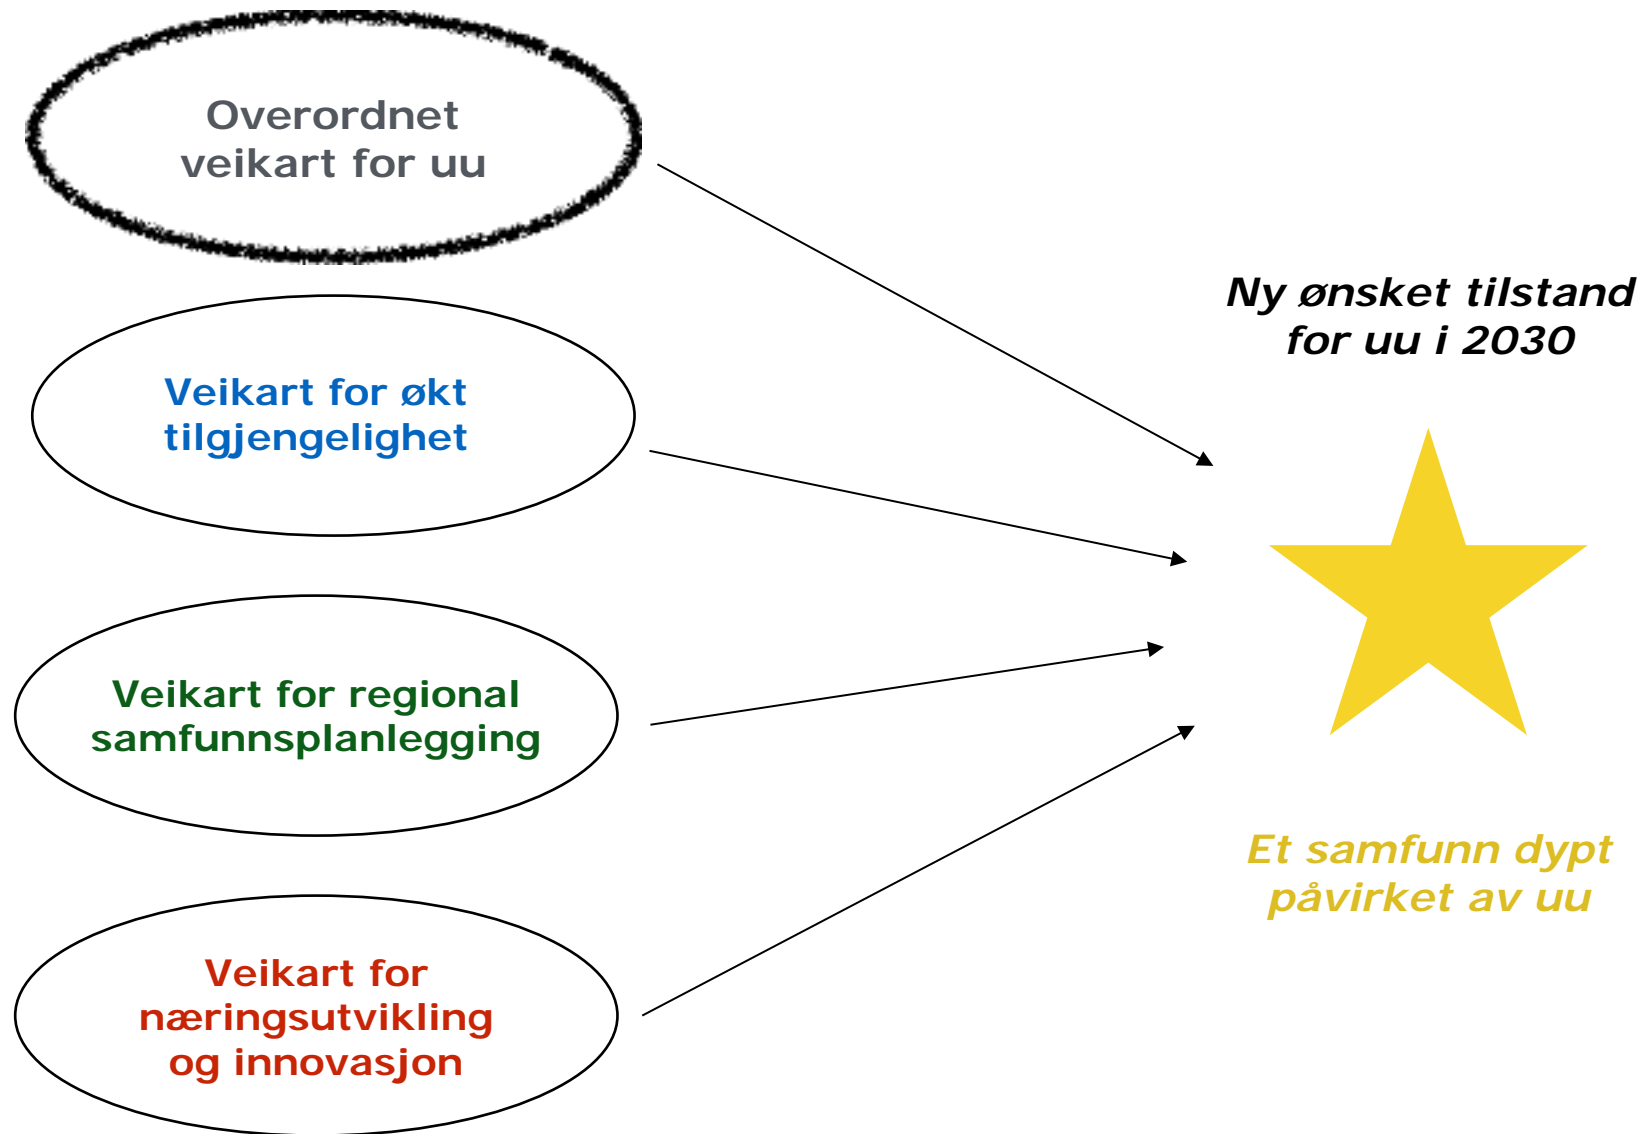 Overordnet
veikart for uu
Veikart for økt
tilgjengelighet
Veikart for regional
samfunnsplanlegging
Veikart for
næringsutvikling
og innovasjon
Ny ønsket tilstand
for uu i 2030
Et samfunn dypt
påvirket av uu